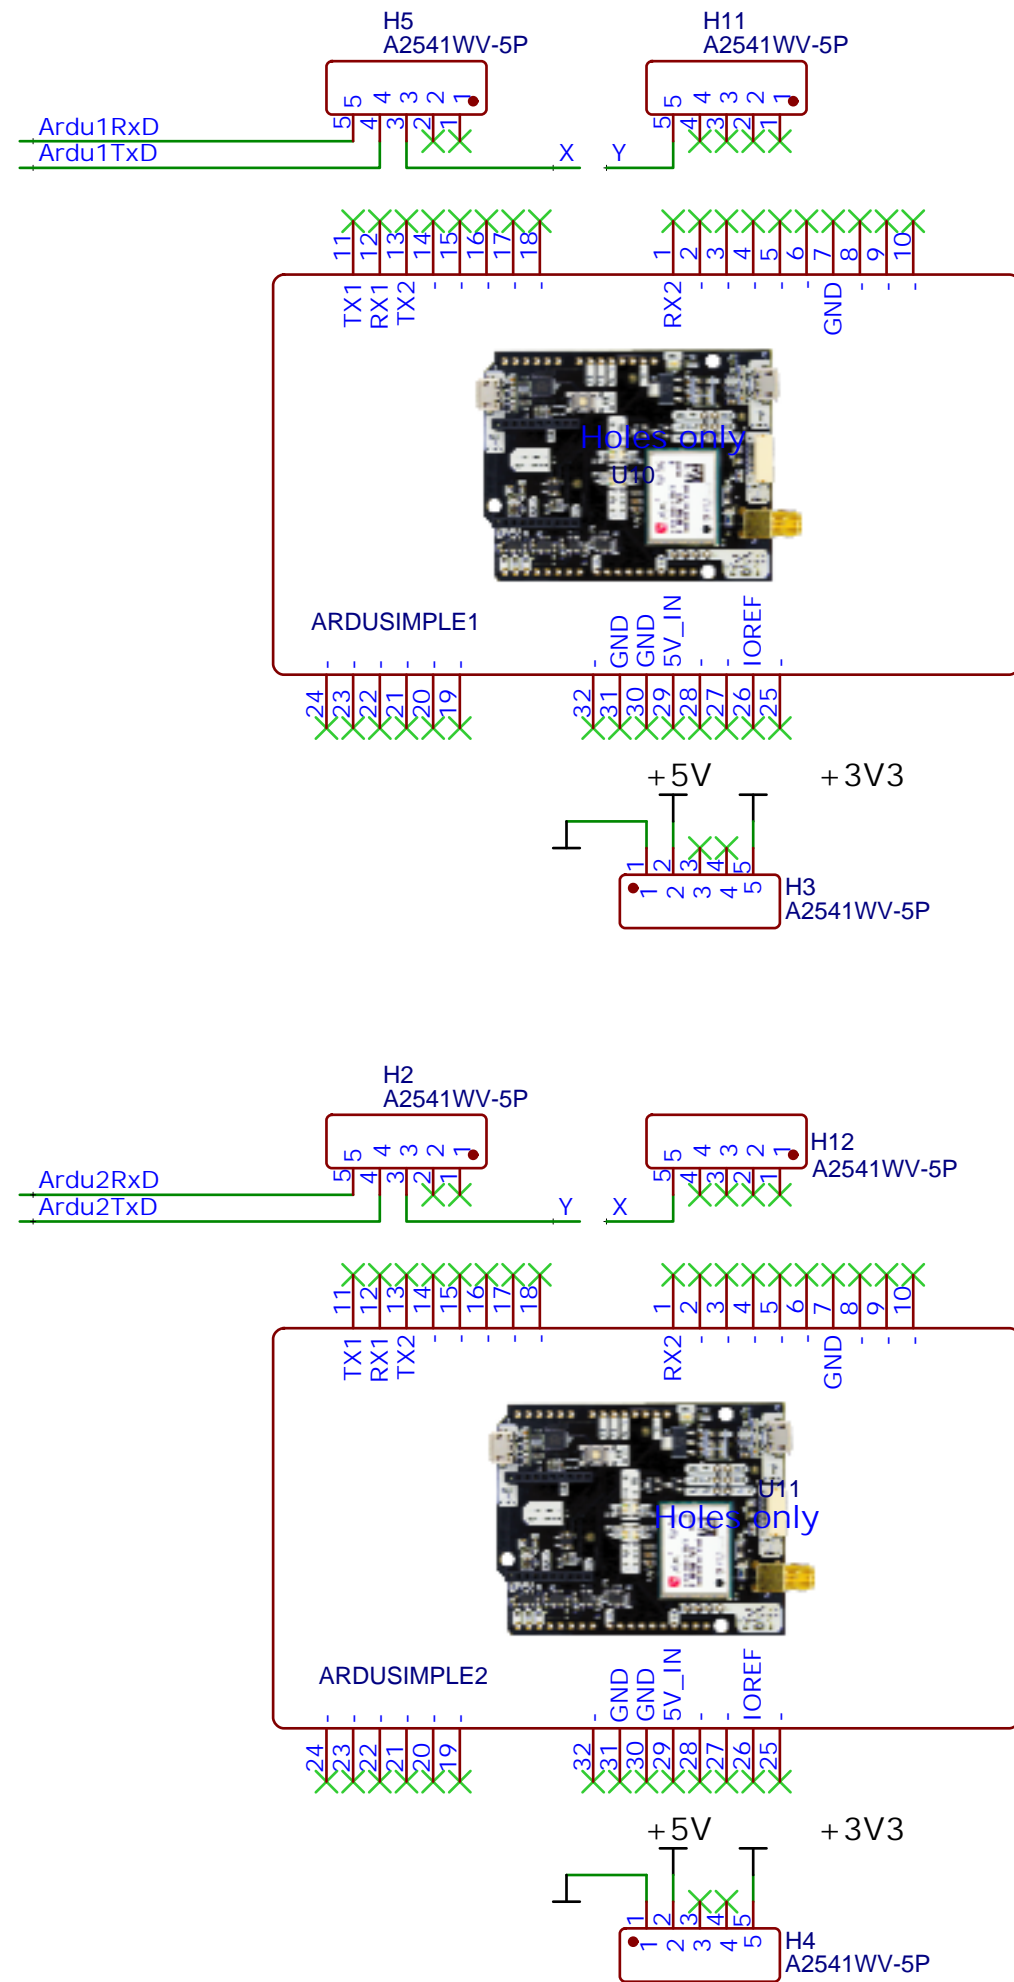 H5
A2541WV-5P
H11
A2541WV-5P
5 4 3 2 1
5 4 3 2 1
5 4 3 2 1
5 4 3 2 1
Ardu1RxD
Ardu1TxD
X
Y
11 12 13 14 15 16 17 18
1 2 3 4 5 6 7 8 9 10
TX1 RX1 TX2 - - - - -
RX2 - - - - - GND - - -
Holes only
U10
ARDUSIMPLE1
- - - - - -
- GND GND 5V_IN - - IOREF -
24 23 22 21 20 19
32 31 30 29 28 27 26 25
+5V
+3V3
1 2 3 4 5
1 2 3 4 5
H3
A2541WV-5P
H2
A2541WV-5P
5 4 3 2 1
5 4 3 2 1
H12
A2541WV-5P
5 4 3 2 1
5 4 3 2 1
Ardu2RxD
Ardu2TxD
Y
X
11 12 13 14 15 16 17 18
1 2 3 4 5 6 7 8 9 10
TX1 RX1 TX2 - - - - -
RX2 - - - - - GND - - -
U11
Holes only
ARDUSIMPLE2
- - - - - -
- GND GND 5V_IN - - IOREF -
24 23 22 21 20 19
32 31 30 29 28 27 26 25
+5V
+3V3
1 2 3 4 5
1 2 3 4 5
H4
A2541WV-5P